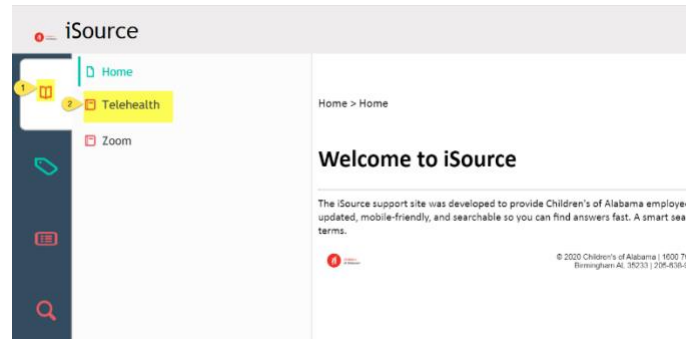 iSource
1
Home
2
Telehealth
Zoom
Home > Home
Welcome to iSource
The iSource support site was developed to provide Children's of Alabama employe
updated, mobile-friendly, and searchable so you can find answers fast. A smart sea
terms.
© 2020 Children's of Alabama | 1600 7
Birmingham AL 35233 | 205-638-